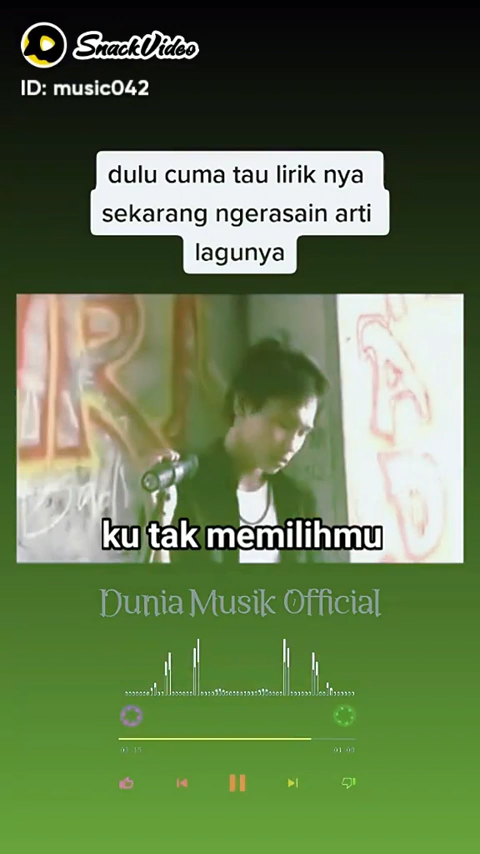 SnackVideo
ID: music042
dulu cuma tau lirik nya
sekarang ngerasain arti
lagunya
ku tak memilihmu
Dunia Musik Official